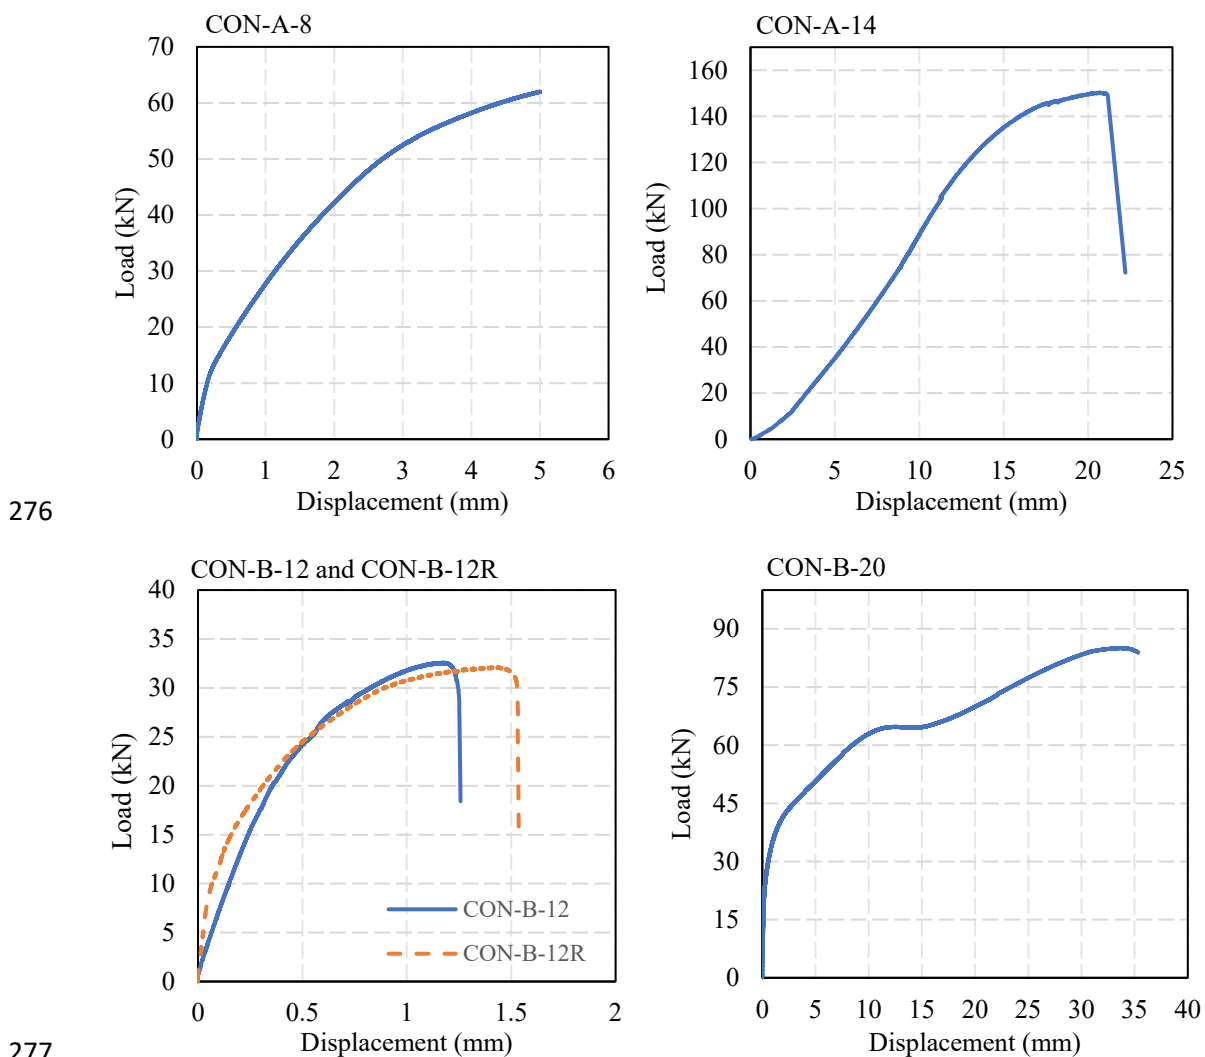 CON-A-8
70
60
50
40
30
20
10
0
Load (kN)
0 1 2 3 4 5 6
Displacement (mm)
CON-A-14
160
140
120
100
80
60
40
20
0
Load (kN)
0 5 10 15 20 25
Displacement (mm)
276
CON-B-12 and CON-B-12R
40
35
30
25
20
15
10
5
0
Load (kN)
CON-B-12
CON-B-12R
0 0.5 1 1.5 2
Displacement (mm)
CON-B-20
90
75
60
45
30
15
0
Load (kN)
0 5 10 15 20 25 30 35 40
Displacement (mm)
277